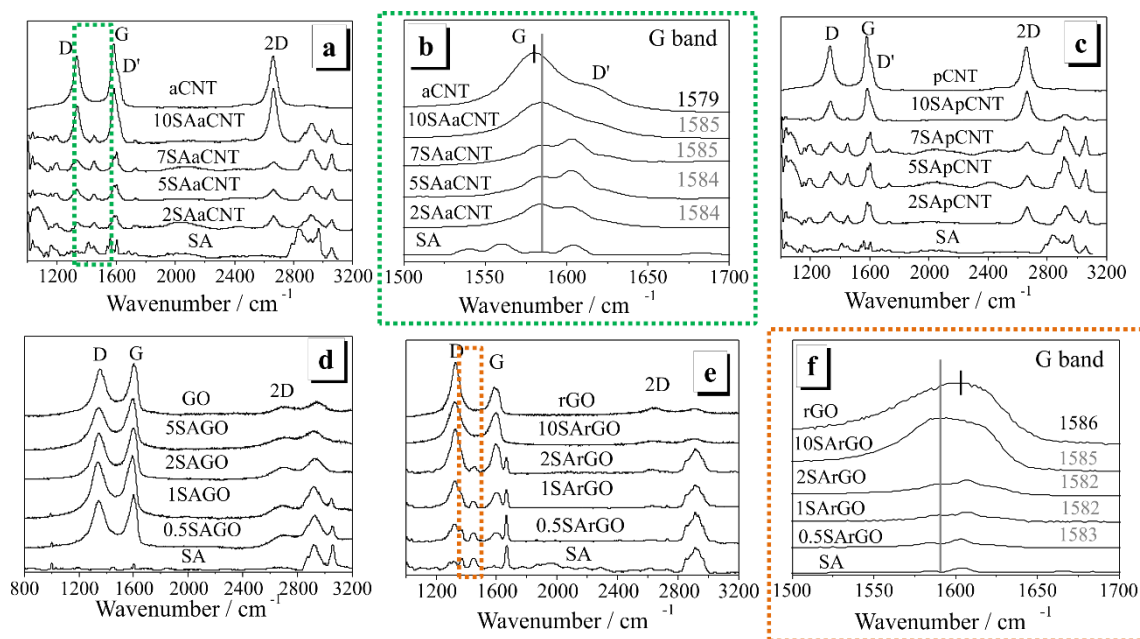 a
D
G
D'
2D
aCNT
10SAaCNT
7SAaCNT
5SAaCNT
2SAaCNT
SA
1200 1600 2000 2400 2800 3200
Wavenumber / cm⁻¹
b
G
G band
D'
aCNT
1579
10SAaCNT
1585
7SAaCNT
1585
5SAaCNT
1584
2SAaCNT
1584
SA
1500 1550 1600 1650 1700
Wavenumber / cm⁻¹
c
D
G
D'
2D
pCNT
10SApCNT
7SApCNT
5SApCNT
2SApCNT
SA
1200 1600 2000 2400 2800 3200
Wavenumber / cm⁻¹
d
D
G
2D
GO
5SAGO
2SAGO
1SAGO
0.5SAGO
SA
800 1200 1600 2000 2400 2800 3200
Wavenumber / cm⁻¹
e
D
G
2D
rGO
10SArGO
2SArGO
1SArGO
0.5SArGO
SA
1200 1600 2000 2400 2800 3200
Wavenumber / cm⁻¹
f
G band
rGO
1586
10SArGO
1585
2SArGO
1582
1SArGO
1582
0.5SArGO
1583
SA
1500 1550 1600 1650 1700
Wavenumber / cm⁻¹